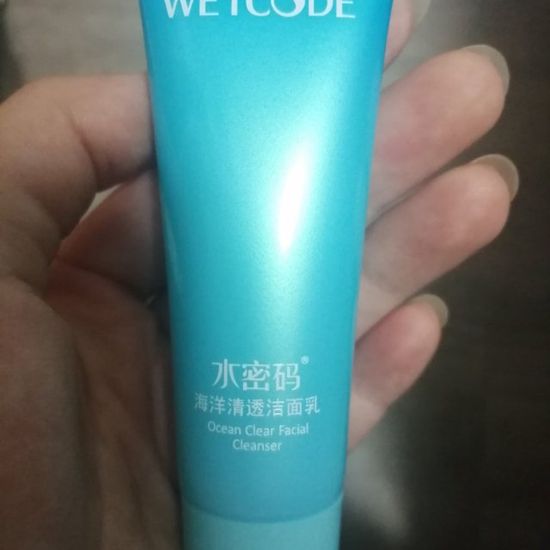 WETCODE
水密码®
海洋清透洁面乳
Ocean Clear Facial
Cleanser